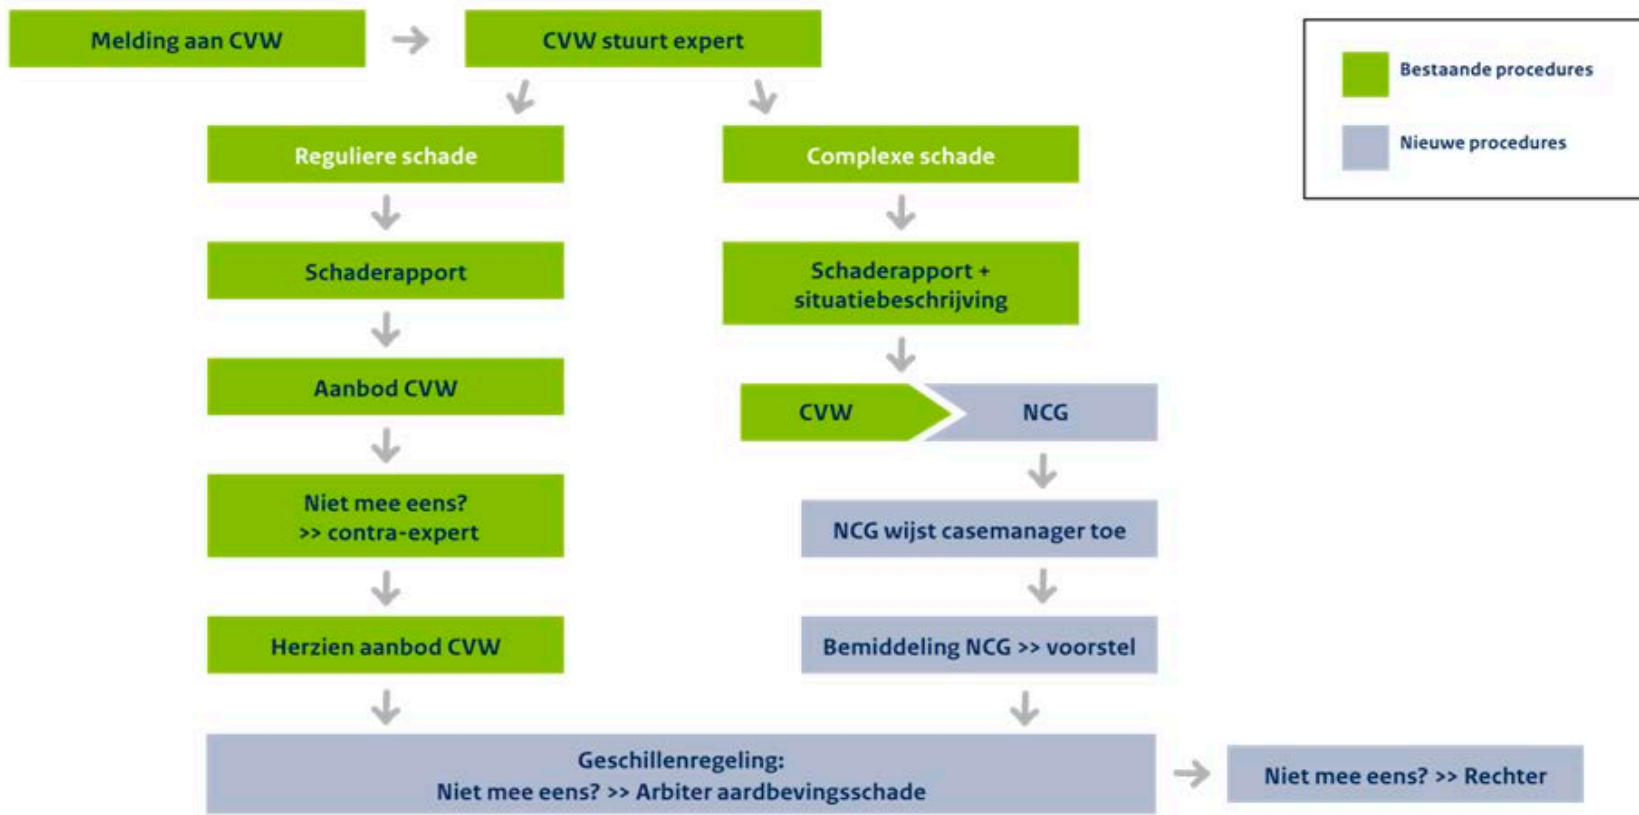 Melding aan CVW
CVW stuurt expert
Bestaande procedures
Nieuwe procedures
Reguliere schade
Schaderapport
Aanbod CVW
Niet mee eens?
>> contra-expert
Herzien aanbod CVW
Complexe schade
Schaderapport +
situatiebeschrijving
CVW
NCG
NCG wijst casemanager toe
Bemiddeling NCG >> voorstel
Geschillenregeling:
Niet mee eens? >> Arbiter aardbevingsschade
Niet mee eens? >> Rechter